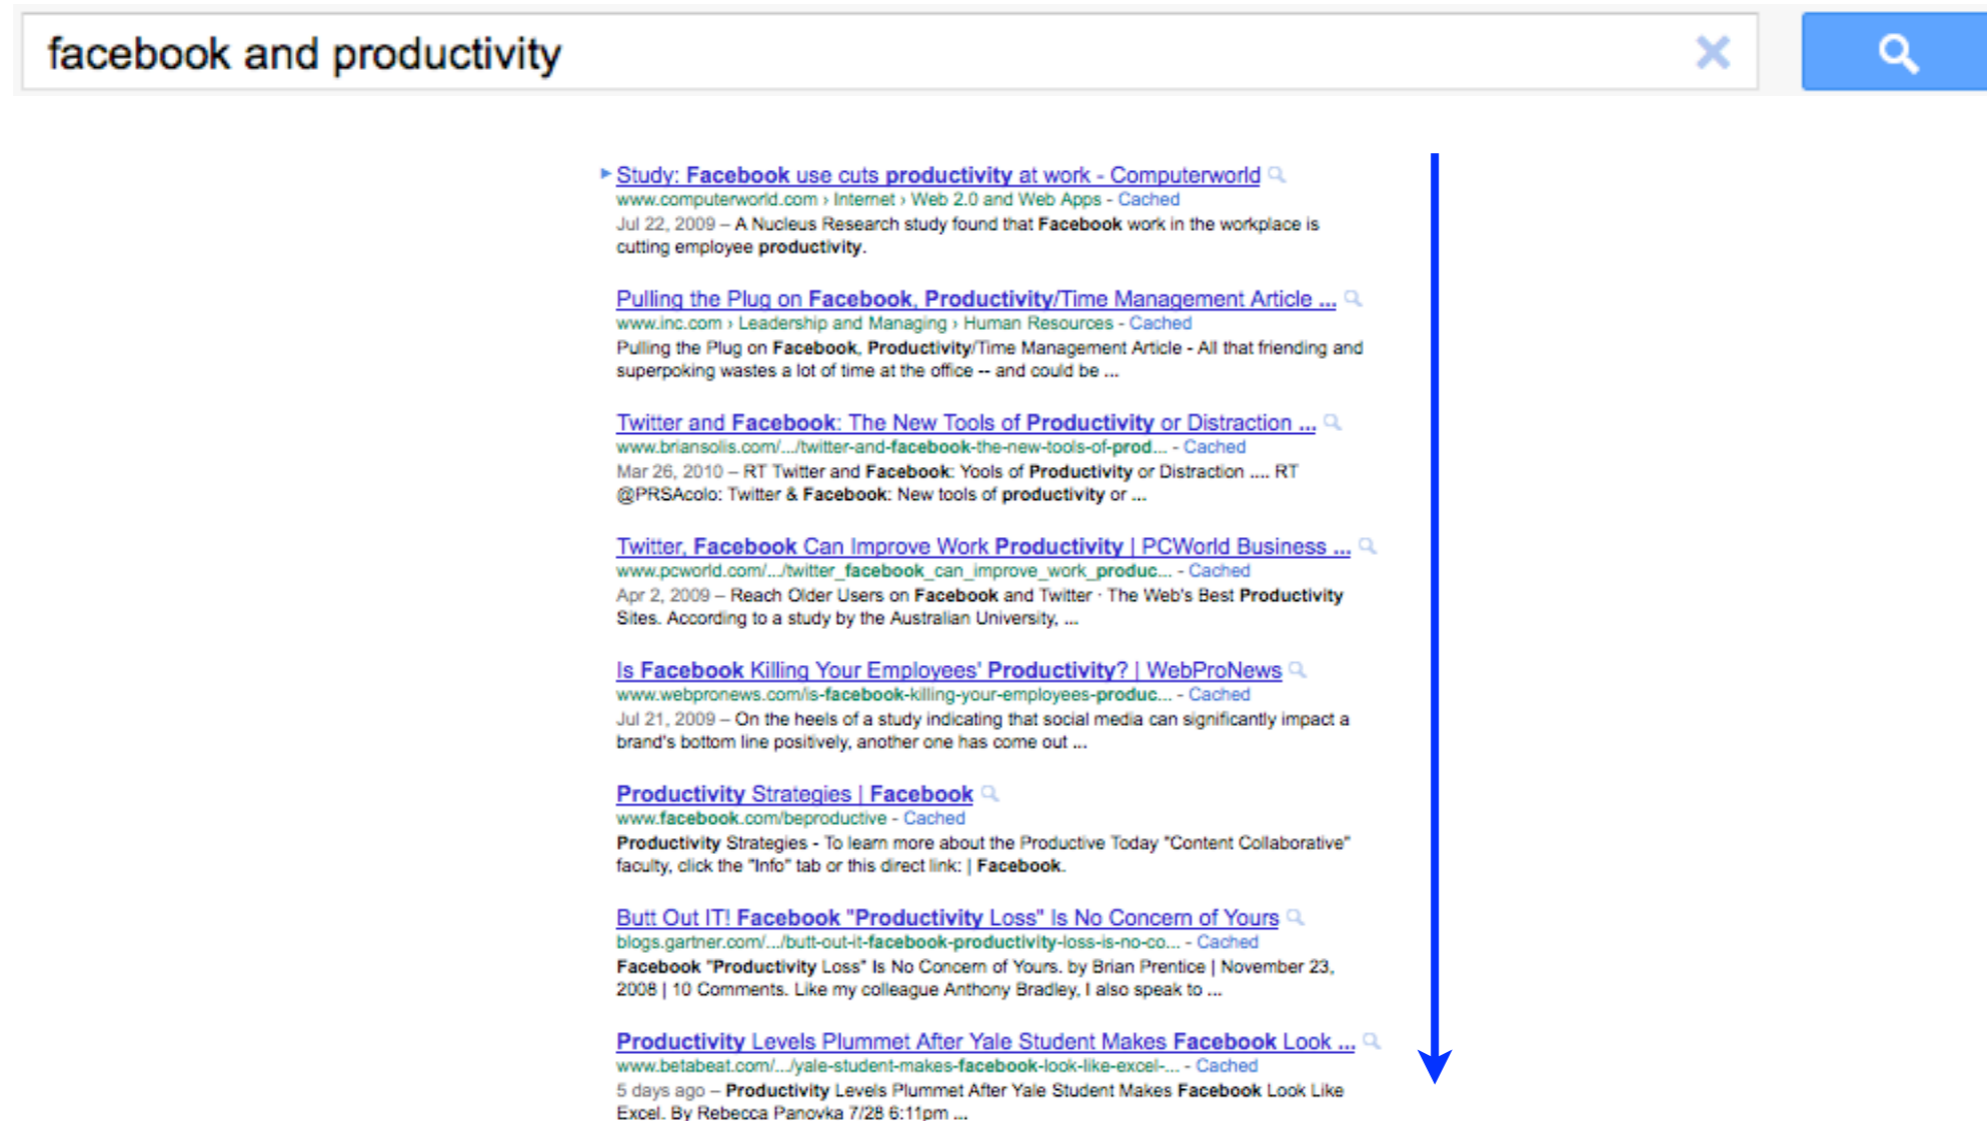 facebook and productivity
Study: Facebook use cuts productivity at work - Computerworld
www.computerworld.com › Internet › Web 2.0 and Web Apps - Cached
Jul 22, 2009 – A Nucleus Research study found that Facebook work in the workplace is
cutting employee productivity.
Pulling the Plug on Facebook, Productivity/Time Management Article ...
www.inc.com › Leadership and Managing › Human Resources - Cached
Pulling the Plug on Facebook, Productivity/Time Management Article - All that friending and
superpoking wastes a lot of time at the office -- and could be ...
Twitter and Facebook: The New Tools of Productivity or Distraction ...
www.briansolis.com/.../twitter-and-facebook-the-new-tools-of-prod... - Cached
Mar 26, 2010 – RT Twitter and Facebook: Yools of Productivity or Distraction .... RT
@PRSAcolo: Twitter & Facebook: New tools of productivity or ...
Twitter, Facebook Can Improve Work Productivity | PCWorld Business ...
www.pcworld.com/.../twitter_facebook_can_improve_work_produc... - Cached
Apr 2, 2009 – Reach Older Users on Facebook and Twitter · The Web's Best Productivity
Sites. According to a study by the Australian University, ...
Is Facebook Killing Your Employees' Productivity? | WebProNews
www.webpronews.com/is-facebook-killing-your-employees-produc... - Cached
Jul 21, 2009 – On the heels of a study indicating that social media can significantly impact a
brand's bottom line positively, another one has come out ...
Productivity Strategies | Facebook
www.facebook.com/beproductive - Cached
Productivity Strategies - To learn more about the Productive Today "Content Collaborative"
faculty, click the "Info" tab or this direct link: | Facebook.
Butt Out IT! Facebook "Productivity Loss" Is No Concern of Yours
blogs.gartner.com/.../butt-out-it-facebook-productivity-loss-is-no-co... - Cached
Facebook "Productivity Loss" Is No Concern of Yours. by Brian Prentice | November 23,
2008 | 10 Comments. Like my colleague Anthony Bradley, I also speak to ...
Productivity Levels Plummet After Yale Student Makes Facebook Look ...
www.betabeat.com/.../yale-student-makes-facebook-look-like-excel-... - Cached
5 days ago – Productivity Levels Plummet After Yale Student Makes Facebook Look Like
Excel. By Rebecca Panovka 7/28 6:11pm ...